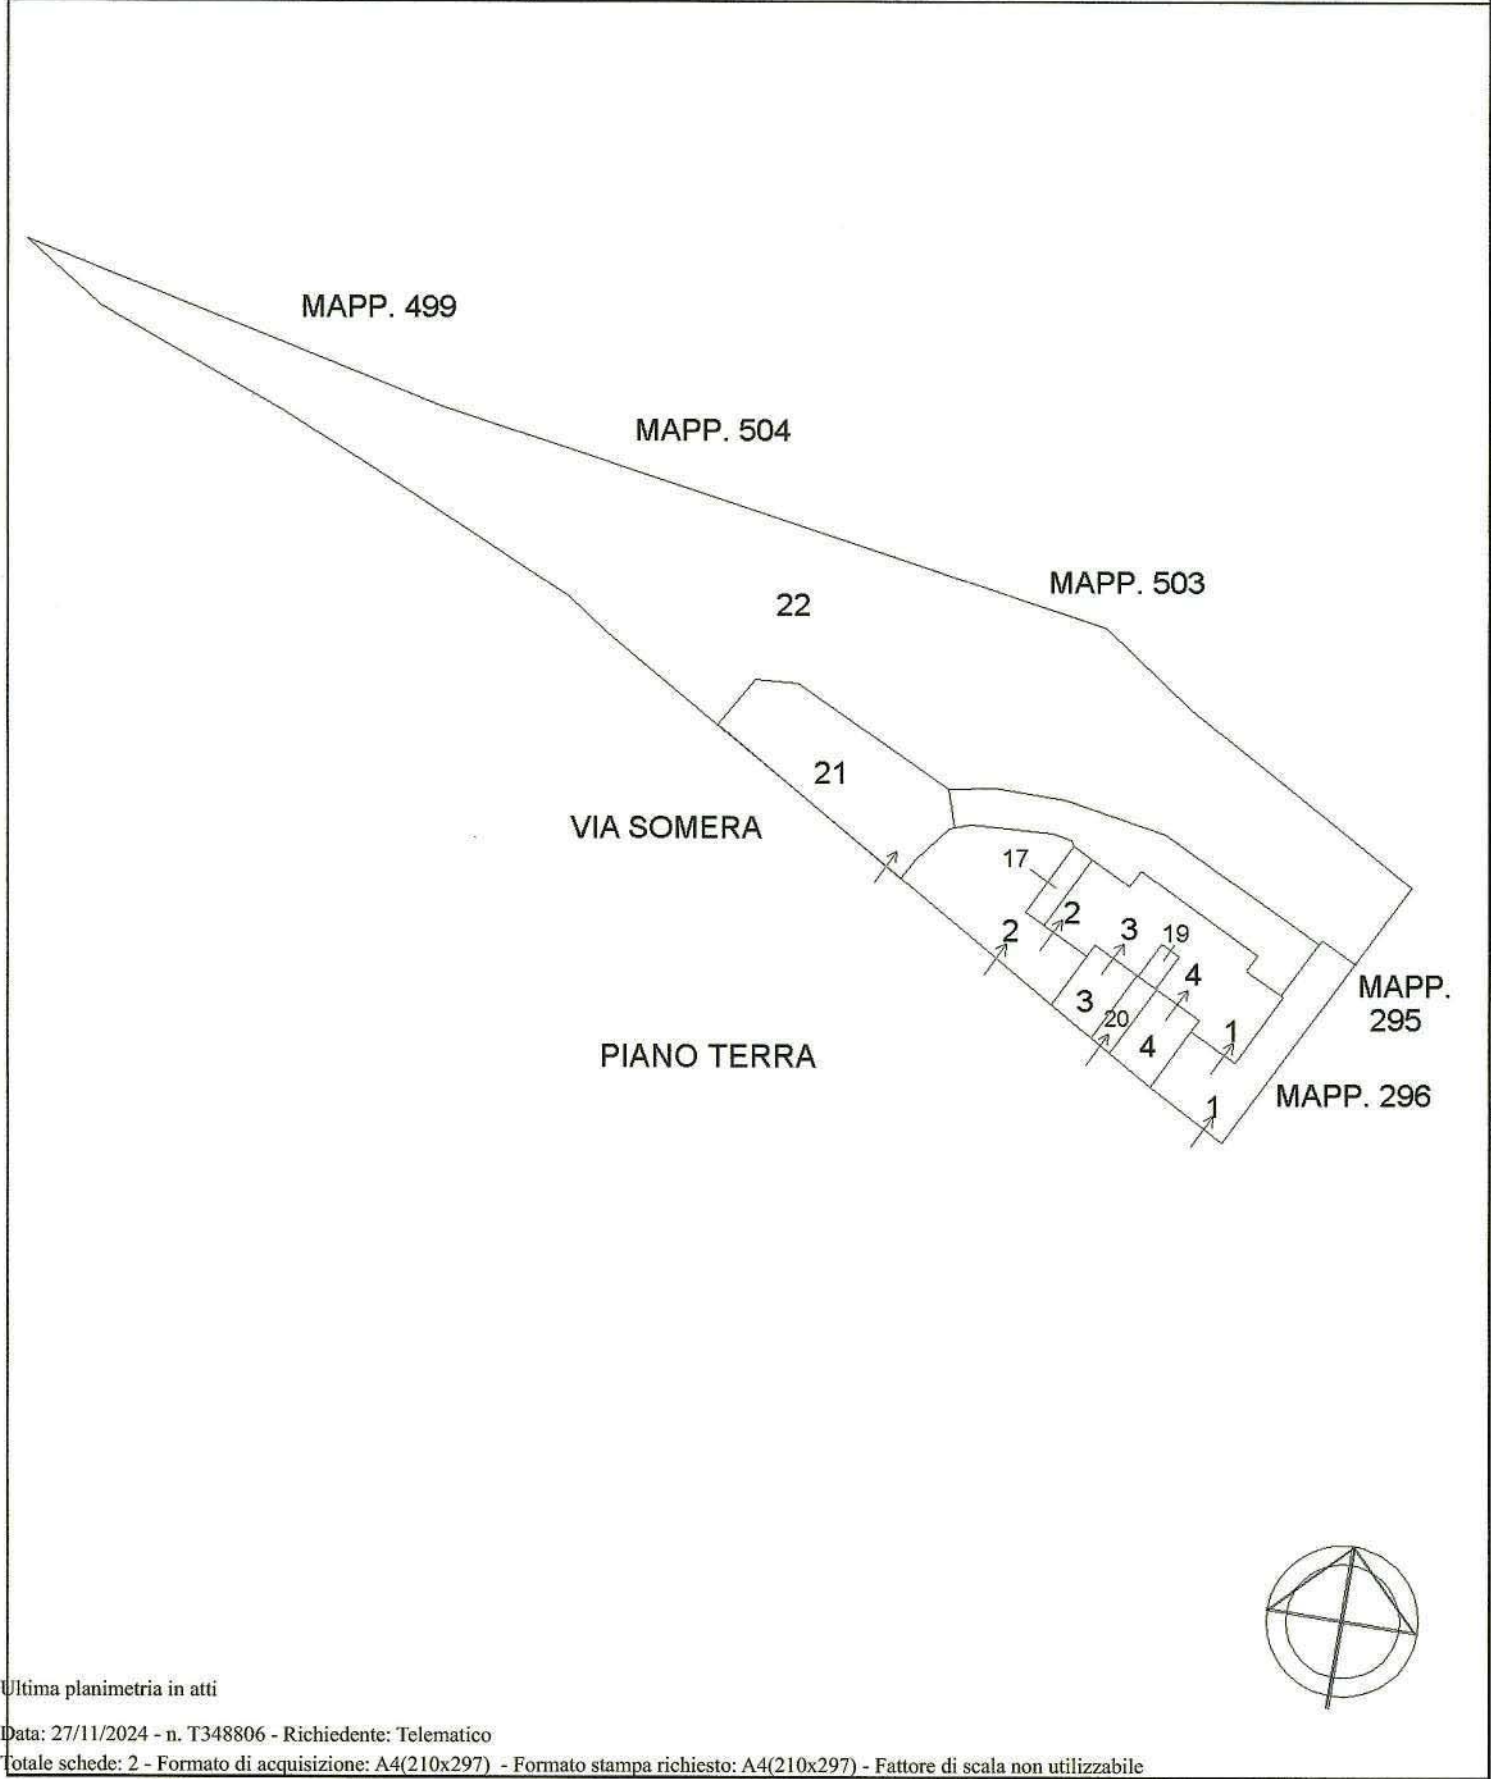 MAPP. 499
MAPP. 504
MAPP. 503
22
21
VIA SOMERA
17
2
2
3
19
4
3
20
4
1
1
MAPP.
295
PIANO TERRA
MAPP. 296
Ultima planimetria in atti
Data: 27/11/2024 - n. T348806 - Richiedente: Telematico
Totale schede: 2 - Formato di acquisizione: A4(210x297) - Formato stampa richiesto: A4(210x297) - Fattore di scala non utilizzabile